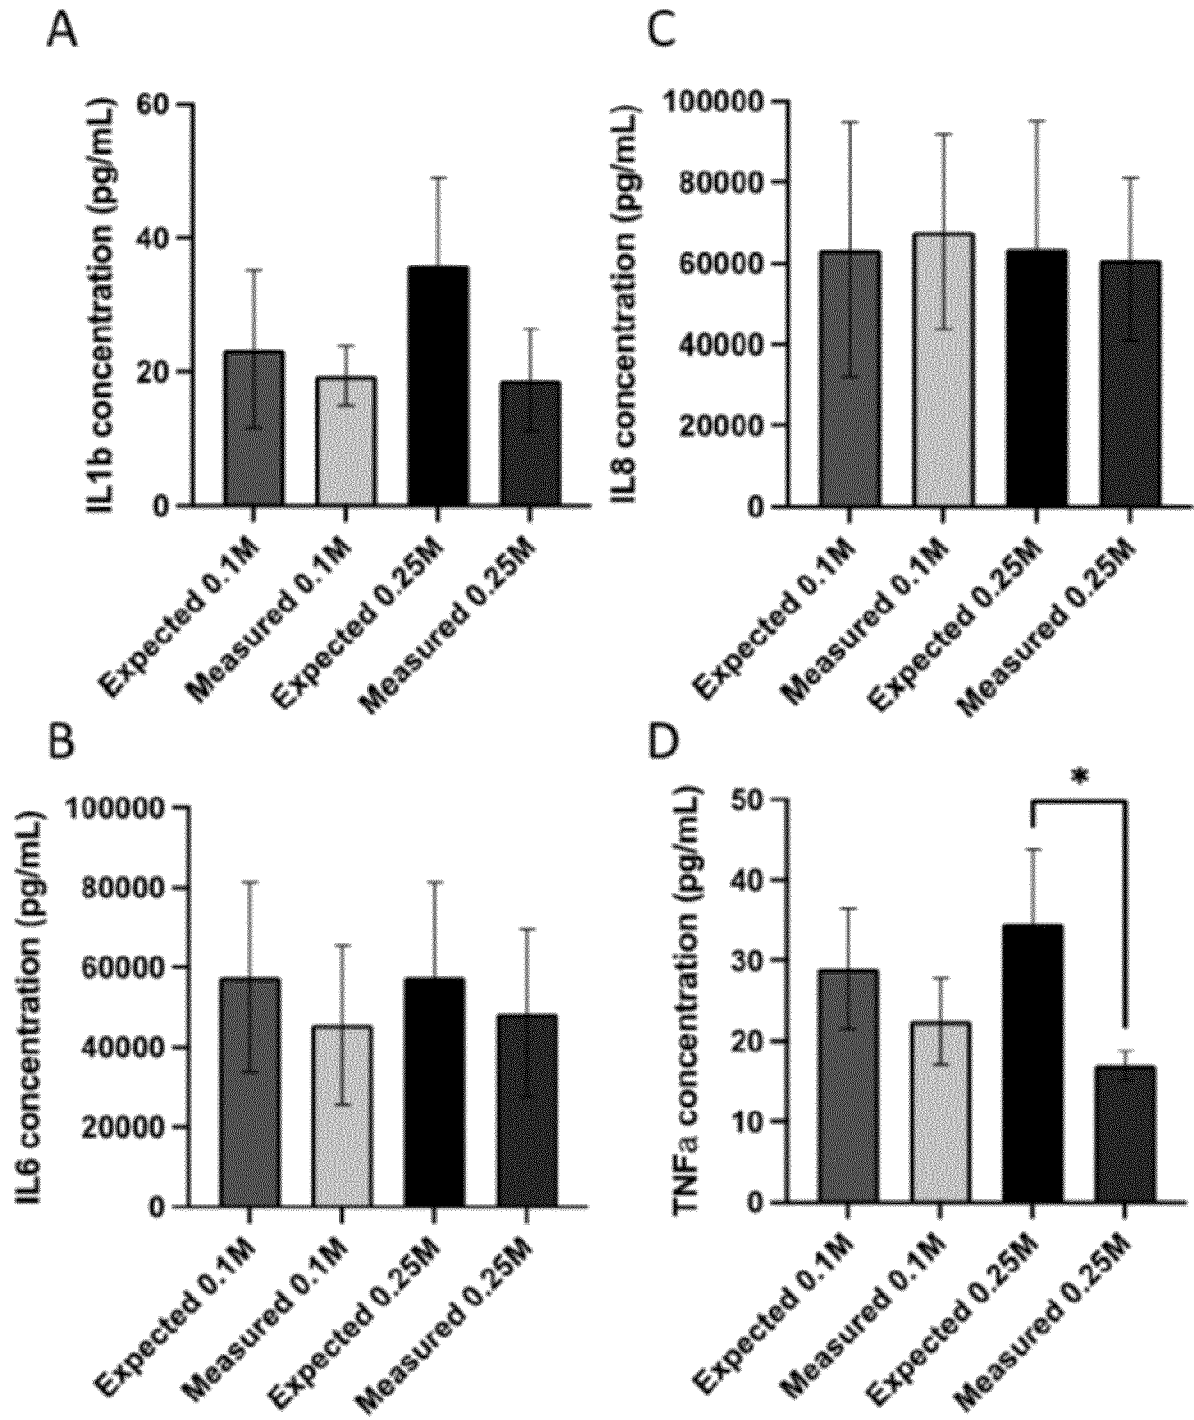 A
IL1b concentration (pg/mL)
60
40
20
0
Expected 0.1M
Measured 0.1M
Expected 0.25M
Measured 0.25M
C
IL8 concentration (pg/mL)
100000
80000
60000
40000
20000
0
Expected 0.1M
Measured 0.1M
Expected 0.25M
Measured 0.25M
B
IL6 concentration (pg/mL)
100000
80000
60000
40000
20000
0
Expected 0.1M
Measured 0.1M
Expected 0.25M
Measured 0.25M
D
TNFa concentration (pg/mL)
50
40
30
20
10
0
*
Expected 0.1M
Measured 0.1M
Expected 0.25M
Measured 0.25M